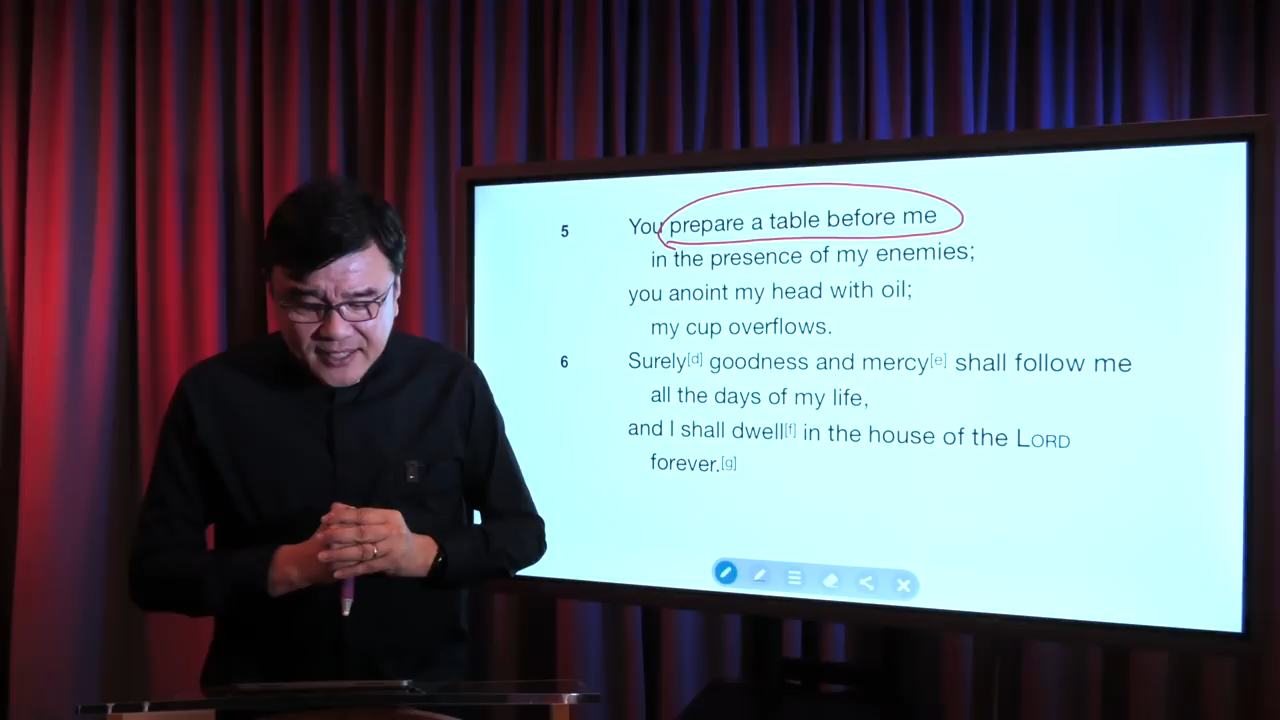 5 You prepare a table before me
in the presence of my enemies;
you anoint my head with oil;
my cup overflows.
6 Surely[d] goodness and mercy[e] shall follow me
all the days of my life,
and I shall dwell[f] in the house of the LORD
forever.[g]